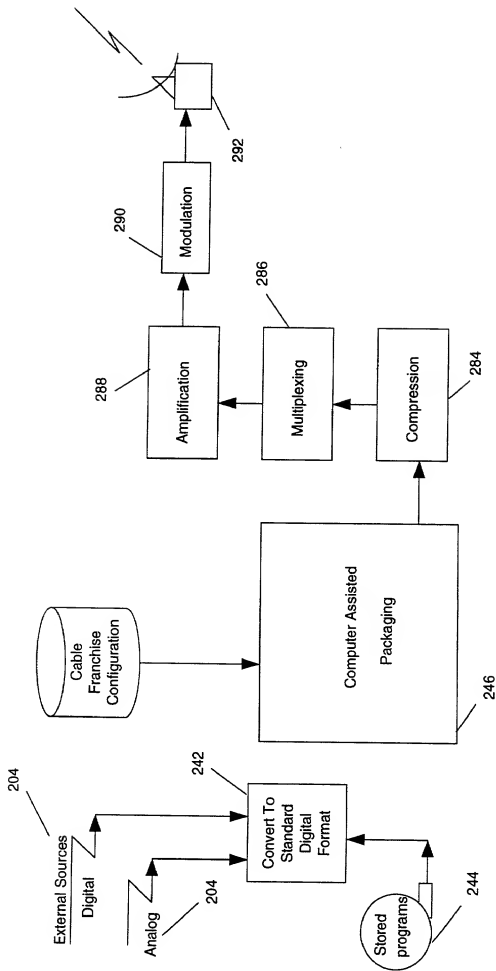 204
External Sources
Digital
Analog
204
242
Convert To
Standard
Digital
Format
Stored
programs
244
Cable
Franchise
Configuration
Computer Assisted
Packaging
246
Compression
284
Multiplexing
286
Amplification
288
Modulation
290
292